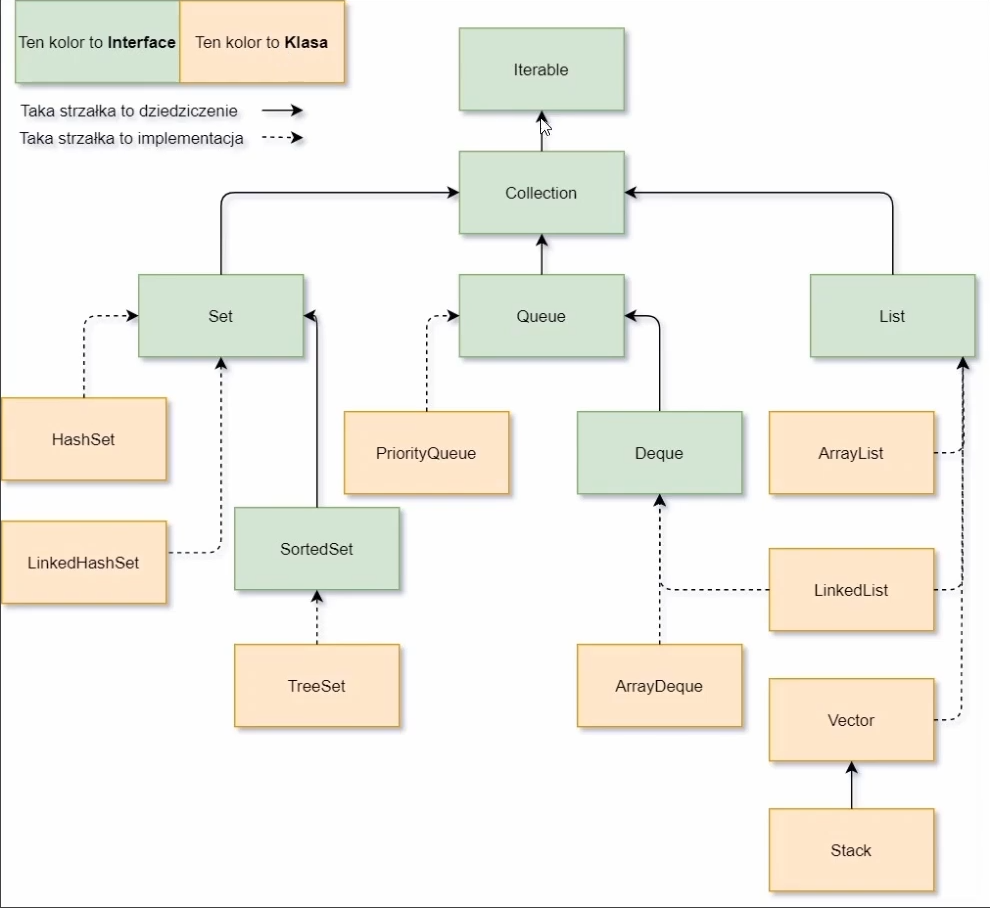 Ten kolor to Interface
Ten kolor to Klasa
Taka strzałka to dziedziczenie
Taka strzałka to implementacja
Iterable
Collection
Set
Queue
List
HashSet
PriorityQueue
Deque
ArrayList
LinkedHashSet
SortedSet
LinkedList
TreeSet
ArrayDeque
Vector
Stack